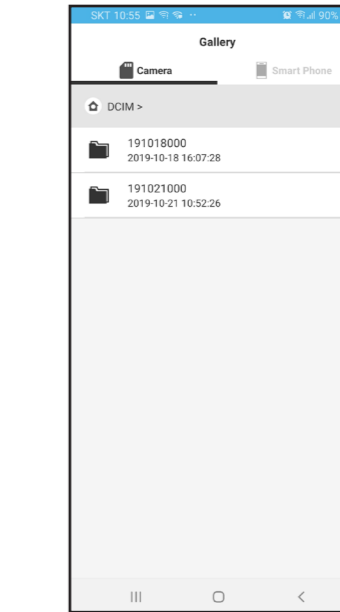 SKT 10:55 90%
Gallery
Camera Smart Phone
DCIM >
191018000
2019-10-18 16:07:28
191021000
2019-10-21 10:52:26